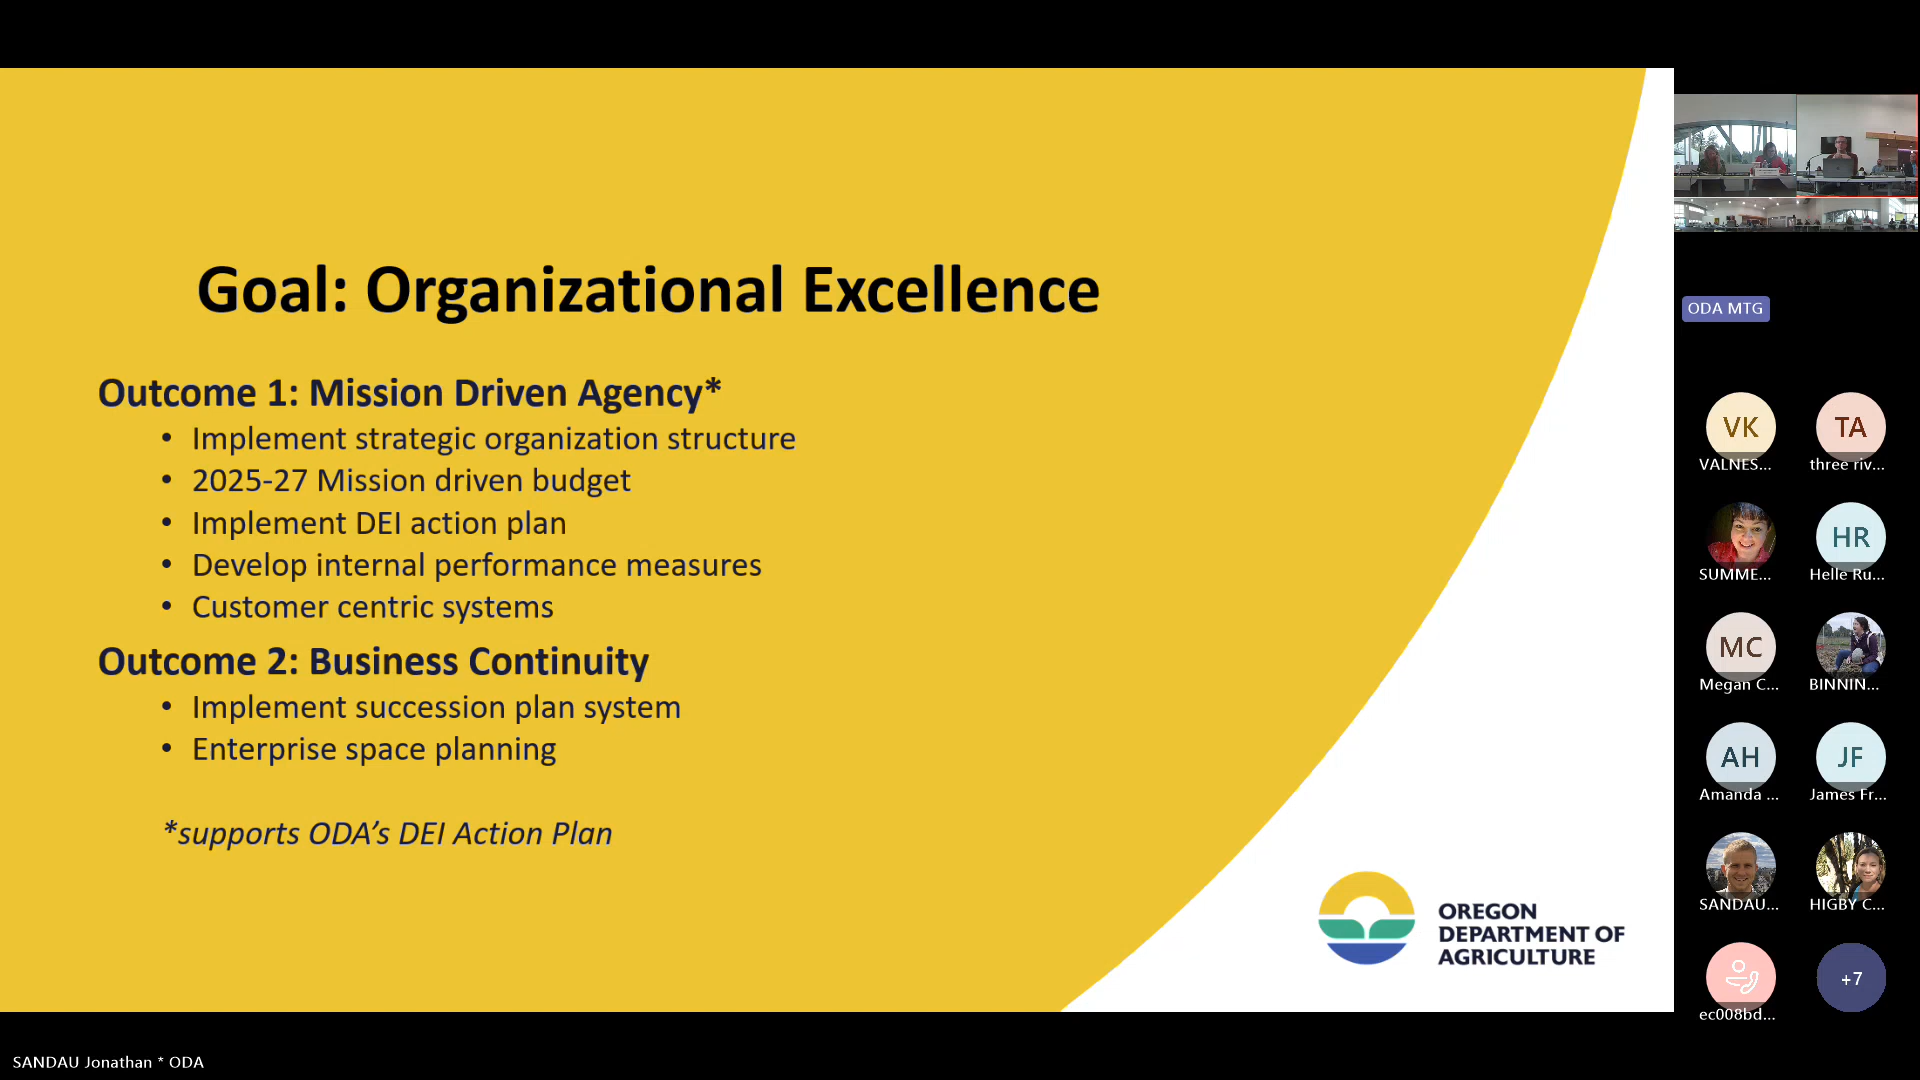 Goal: Organizational Excellence
Outcome 1: Mission Driven Agency*
• Implement strategic organization structure
• 2025-27 Mission driven budget
• Implement DEI action plan
• Develop internal performance measures
• Customer centric systems
Outcome 2: Business Continuity
• Implement succession plan system
• Enterprise space planning
*supports ODA’s DEI Action Plan
OREGON
DEPARTMENT OF
AGRICULTURE
SANDAU Jonathan * ODA
ODA MTG
VK
VALNES...
TA
three riv...
SUMME...
HR
Helle Ru...
MC
Megan C...
BINNIN...
AH
Amanda ...
JF
James Fr...
SANDAU...
HIGBY C...
ec008bd...
+7